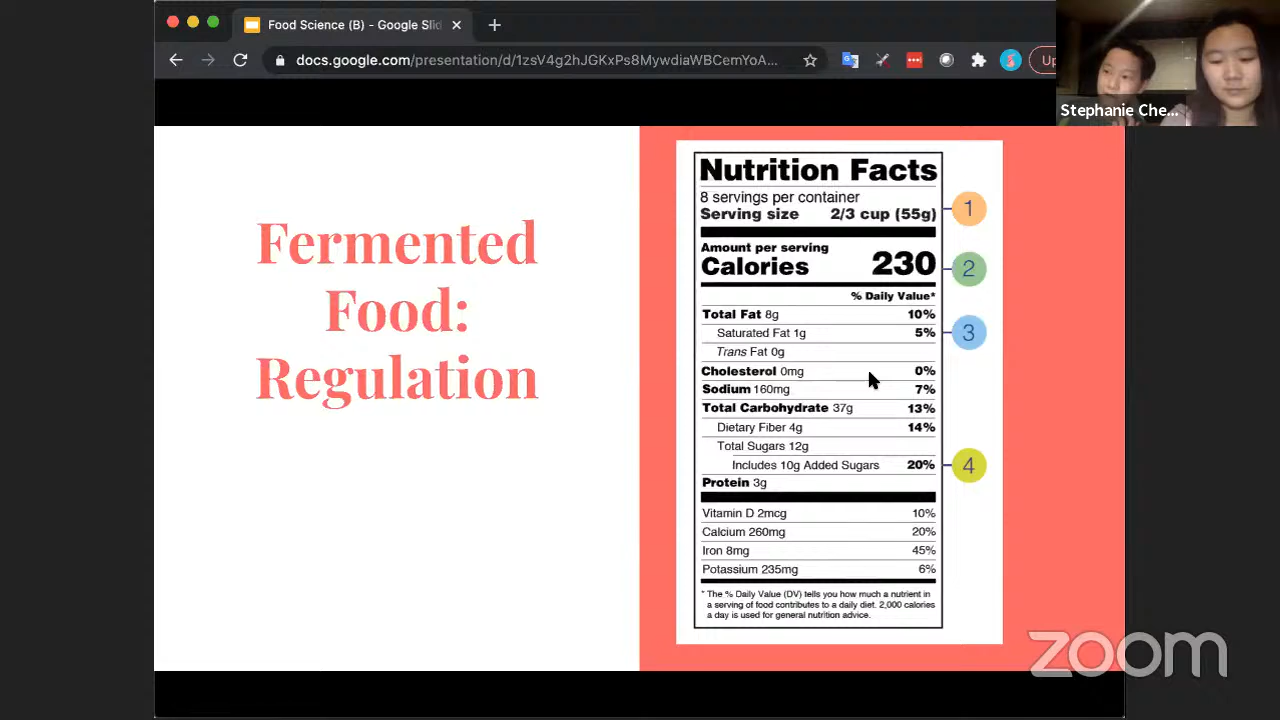 Food Science (B) - Google Slid
docs.google.com/presentation/d/1zsV4g2hJGKxPs8MywdiaWBCemYoA...
Up
Stephanie Che...
Fermented
Food:
Regulation
Nutrition Facts
8 servings per container
Serving size 2/3 cup (55g)
1
Amount per serving
Calories 230
2
% Daily Value*
Total Fat 8g 10%
Saturated Fat 1g 5%
3
Trans Fat 0g
Cholesterol 0mg 0%
Sodium 160mg 7%
Total Carbohydrate 37g 13%
Dietary Fiber 4g 14%
Total Sugars 12g
Includes 10g Added Sugars 20%
4
Protein 3g
Vitamin D 2mcg 10%
Calcium 260mg 20%
Iron 8mg 45%
Potassium 235mg 6%
* The % Daily Value (DV) tells you how much a nutrient in
a serving of food contributes to a daily diet. 2,000 calories
a day is used for general nutrition advice.
zoom